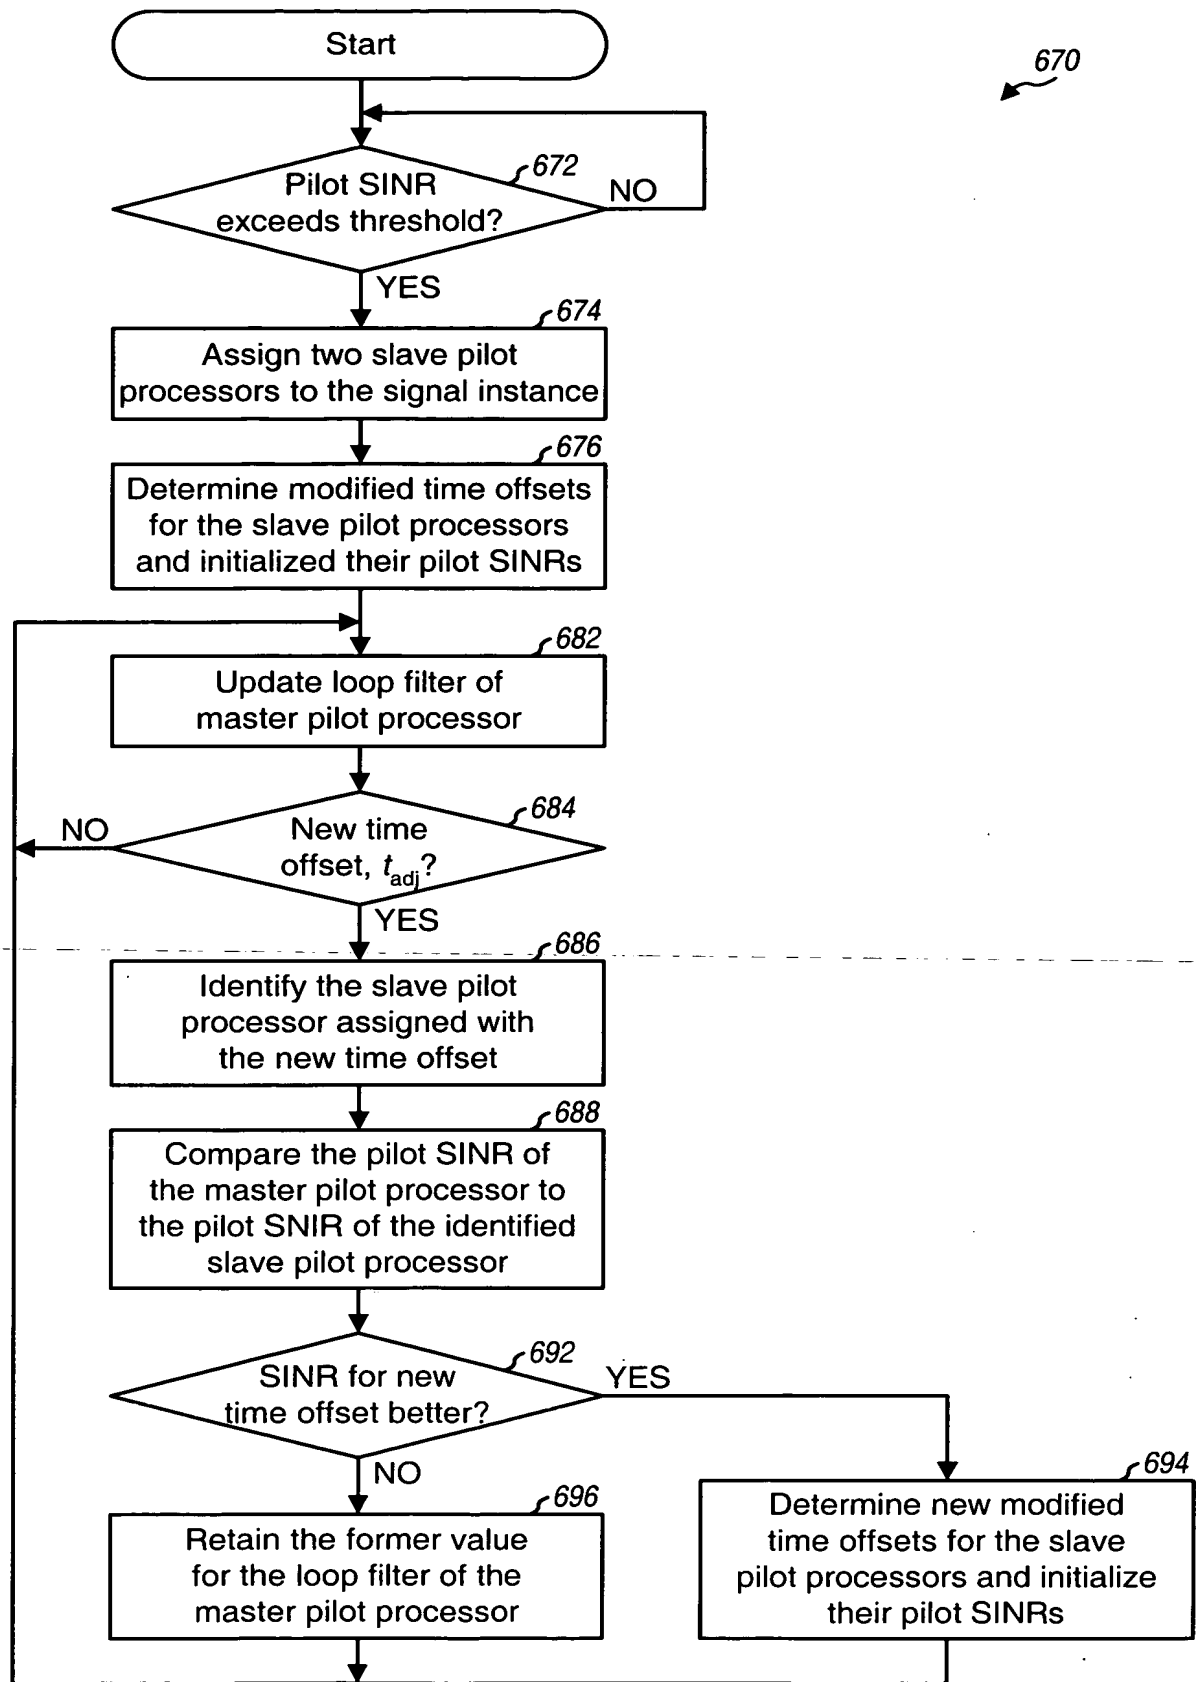 Start
670
672
Pilot SINR
exceeds threshold?
NO
YES
674
Assign two slave pilot
processors to the signal instance
676
Determine modified time offsets
for the slave pilot processors
and initialized their pilot SINRs
682
Update loop filter of
master pilot processor
684
NO
New time
offset, tadj?
YES
686
Identify the slave pilot
processor assigned with
the new time offset
688
Compare the pilot SINR of
the master pilot processor to
the pilot SNIR of the identified
slave pilot processor
692
SINR for new
time offset better?
YES
NO
694
696
Retain the former value
for the loop filter of the
master pilot processor
Determine new modified
time offsets for the slave
pilot processors and initialize
their pilot SINRs